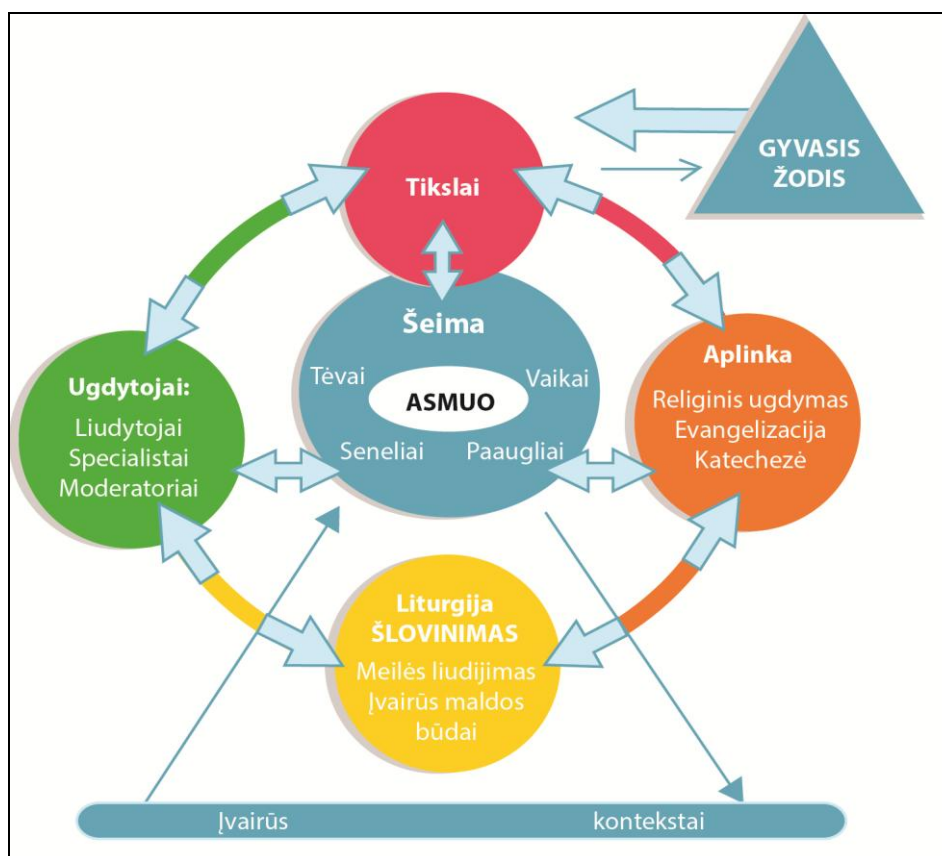 GYVASIS
ŽODIS
Tikslai
Šeima
Tėvai
Vaikai
ASMUO
Seneliai
Paaugliai
Ugdytojai:
Liudytojai
Specialistai
Moderatoriai
Aplinka
Religinis ugdymas
Evangelizacija
Katechezė
Liturgija
ŠLOVINIMAS
Meilės liudijimas
Įvairūs maldos
būdai
Įvairūs kontekstai